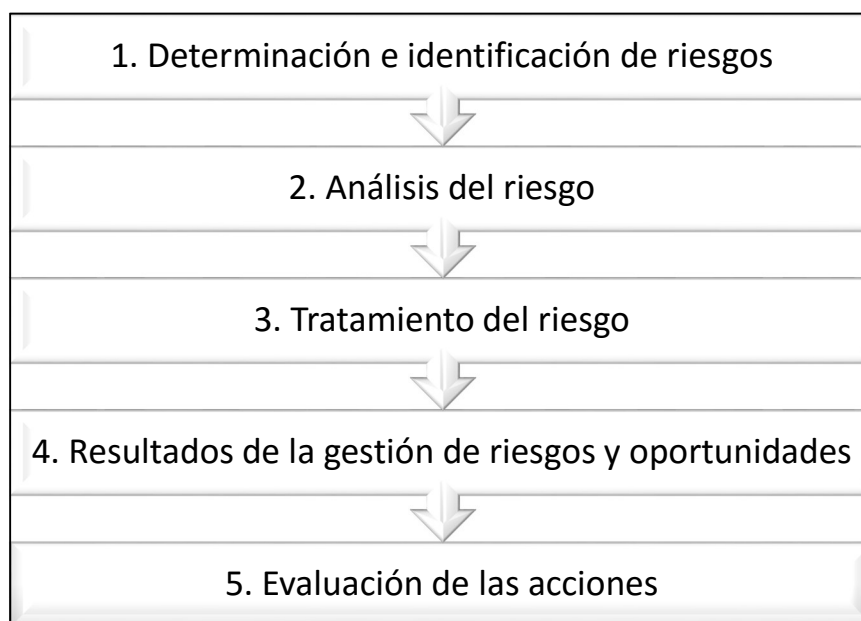 1. Determinación e identificación de riesgos
2. Análisis del riesgo
3. Tratamiento del riesgo
4. Resultados de la gestión de riesgos y oportunidades
5. Evaluación de las acciones